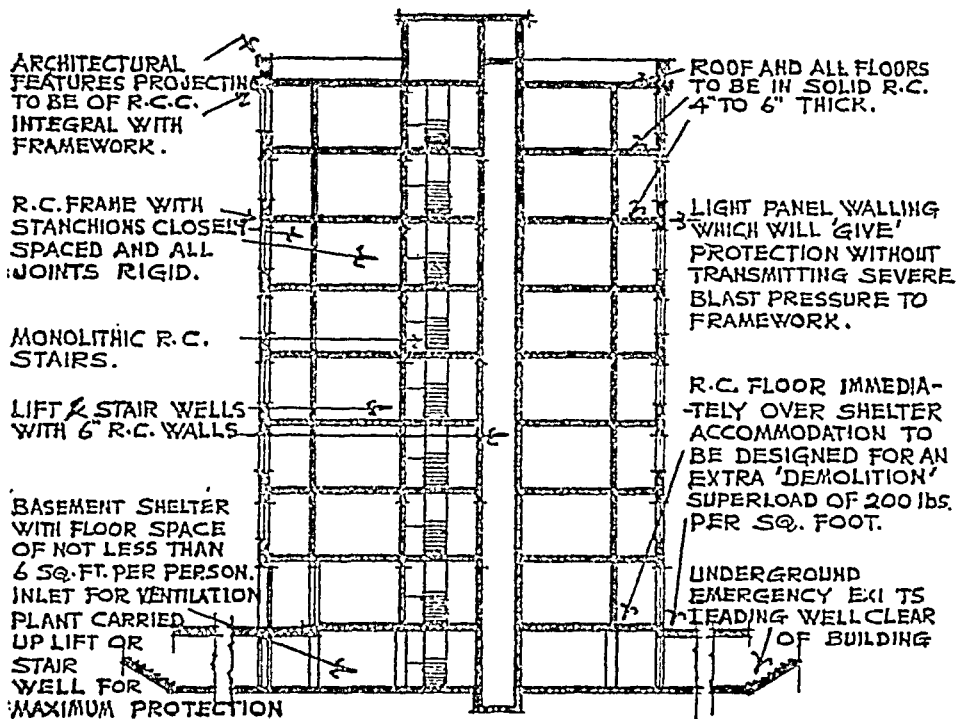 ARCHITECTURAL
FEATURES PROJECTING
TO BE OF R.C.C.
INTEGRAL WITH
FRAMEWORK.
R.C. FRAME WITH
STANCHIONS CLOSELY
SPACED AND ALL
JOINTS RIGID.
MONOLITHIC R.C.
STAIRS.
LIFT & STAIR WELLS
WITH 6" R.C. WALLS
BASEMENT SHELTER
WITH FLOOR SPACE
OF NOT LESS THAN
6 SQ. FT. PER PERSON.
INLET FOR VENTILATION
PLANT CARRIED
UP LIFT OR
STAIR
WELL FOR
MAXIMUM PROTECTION
ROOF AND ALL FLOORS
TO BE IN SOLID R.C.
4" TO 6" THICK.
LIGHT PANEL WALLING
WHICH WILL 'GIVE'
PROTECTION WITHOUT
TRANSMITTING SEVERE
BLAST PRESSURE TO
FRAMEWORK.
R.C. FLOOR IMMEDIA-
-TELY OVER SHELTER
ACCOMMODATION TO
BE DESIGNED FOR AN
EXTRA 'DEMOLITION'
SUPERLOAD OF 200 lbs.
PER SQ. FOOT.
UNDERGROUND
EMERGENCY EXITS
LEADING WELL CLEAR
OF BUILDING